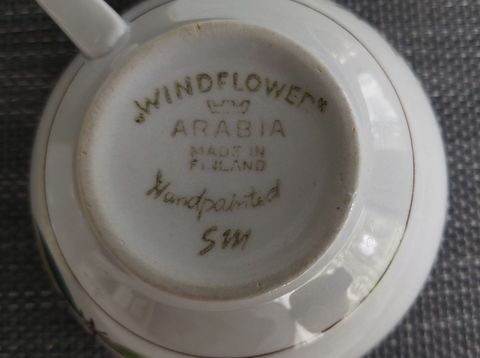 „WINDFLOWER"
ARABIA
MADE IN
FINLAND
Handpainted
SM